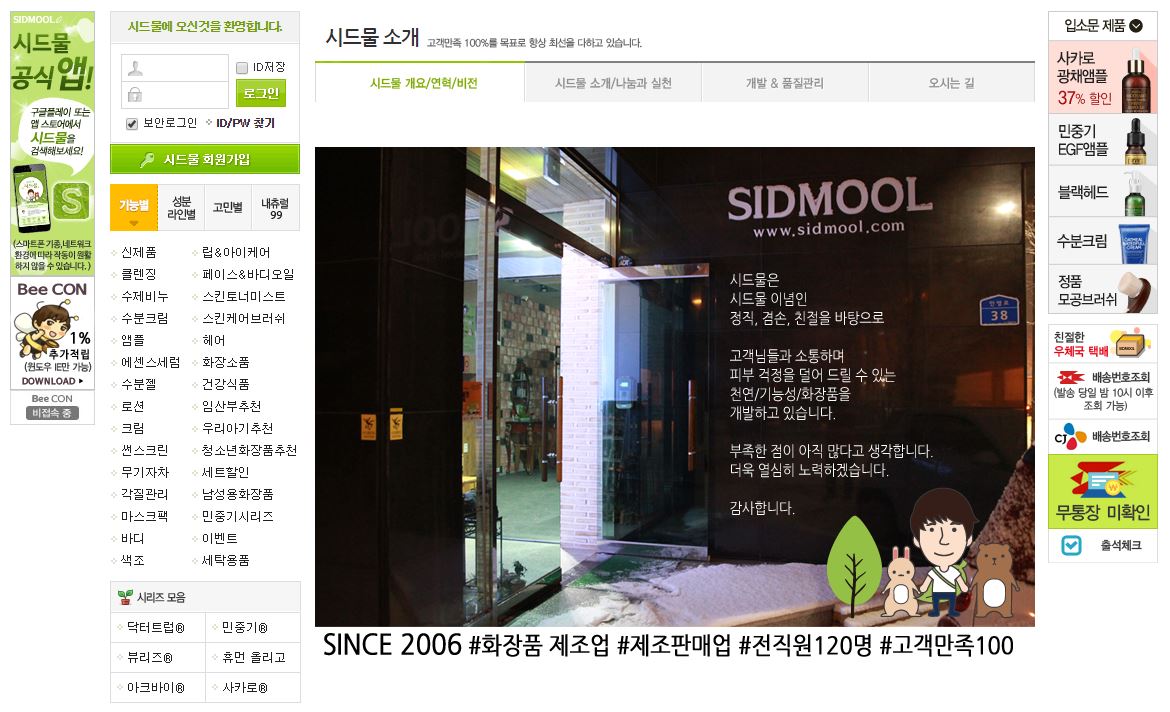 SIDMOOL
시드물
공식앱!
구글플레이 또는
앱 스토어에서
시드물을
검색해보세요!
S
(스마트폰 기종,네트워크
환경에 따라 작동이 원활
하지 않을 수 있습니다.)
Bee CON
1%
추가적립
(윈도우 IE만 가능)
DOWNLOAD
Bee CON
비접속 중
시드물에 오신것을 환영합니다.
ID저장
로그인
보안로그인
ID/PW 찾기
시드물 회원가입
기능별
성분
라인별
고민별
내츄럴
99
신제품
립&아이케어
클렌징
페이스&바디오일
수제비누
스킨토너미스트
수분크림
스킨케어브러쉬
앰플
헤어
에센스세럼
화장소품
수분젤
건강식품
로션
임산부추천
크림
우리아기추천
썬스크린
청소년화장품추천
무기자차
세트할인
각질관리
남성용화장품
마스크팩
민중기시리즈
바디
이벤트
색조
세탁용품
시리즈 모음
닥터트럽®
민중기®
뷰리즈®
휴먼 올리고
아크바이®
사카로®
시드물 소개
고객만족 100%를 목표로 항상 최선을 다하고 있습니다.
시드물 개요/연혁/비전
시드물 소개/나눔과 실천
개발 & 품질관리
오시는 길
SIDMOOL
www.sidmool.com
시드물은
시드물 이념인
정직, 겸손, 친절을 바탕으로
고객님들과 소통하며
피부 걱정을 덜어 드릴 수 있는
천연/기능성/화장품을
개발하고 있습니다.
부족한 점이 아직 많다고 생각합니다.
더욱 열심히 노력하겠습니다.
감사합니다.
38
SINCE 2006 #화장품 제조업 #제조판매업 #전직원120명 #고객만족100
입소문 제품
사카로
광채앰플
37% 할인
민중기
EGF앰플
블랙헤드
수분크림
정품
모공브러쉬
친절한
우체국 택배
배송번호조회
(발송 당일 밤 10시 이후
조회 가능)
CJ
배송번호조회
무통장 미확인
출석체크